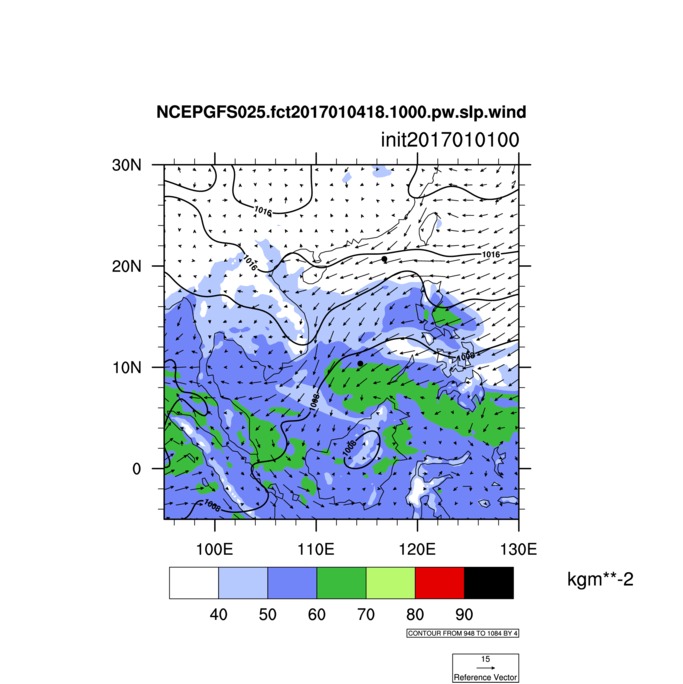 NCEPGFS025.fct2017010418.1000.pw.slp.wind
init2017010100
30N
1016
1016
1016
20N
10N
1008
1008
1008
0
1008
100E 110E 120E 130E
kgm**-2
40 50 60 70 80 90
CONTOUR FROM 948 TO 1084 BY 4
15
Reference Vector